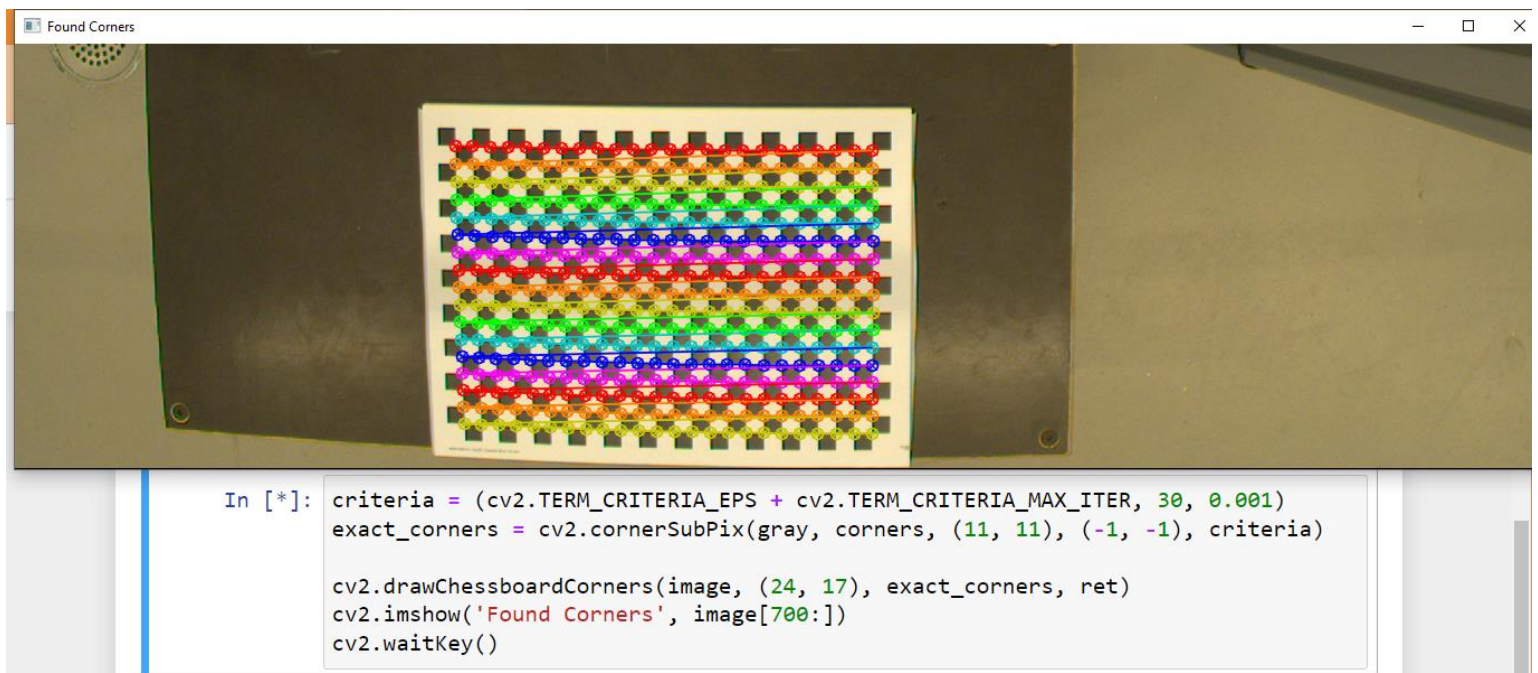 Found Corners
In [*]: criteria = (cv2.TERM_CRITERIA_EPS + cv2.TERM_CRITERIA_MAX_ITER, 30, 0.001)
exact_corners = cv2.cornerSubPix(gray, corners, (11, 11), (-1, -1), criteria)
cv2.drawChessboardCorners(image, (24, 17), exact_corners, ret)
cv2.imshow('Found Corners', image[700:])
cv2.waitKey()